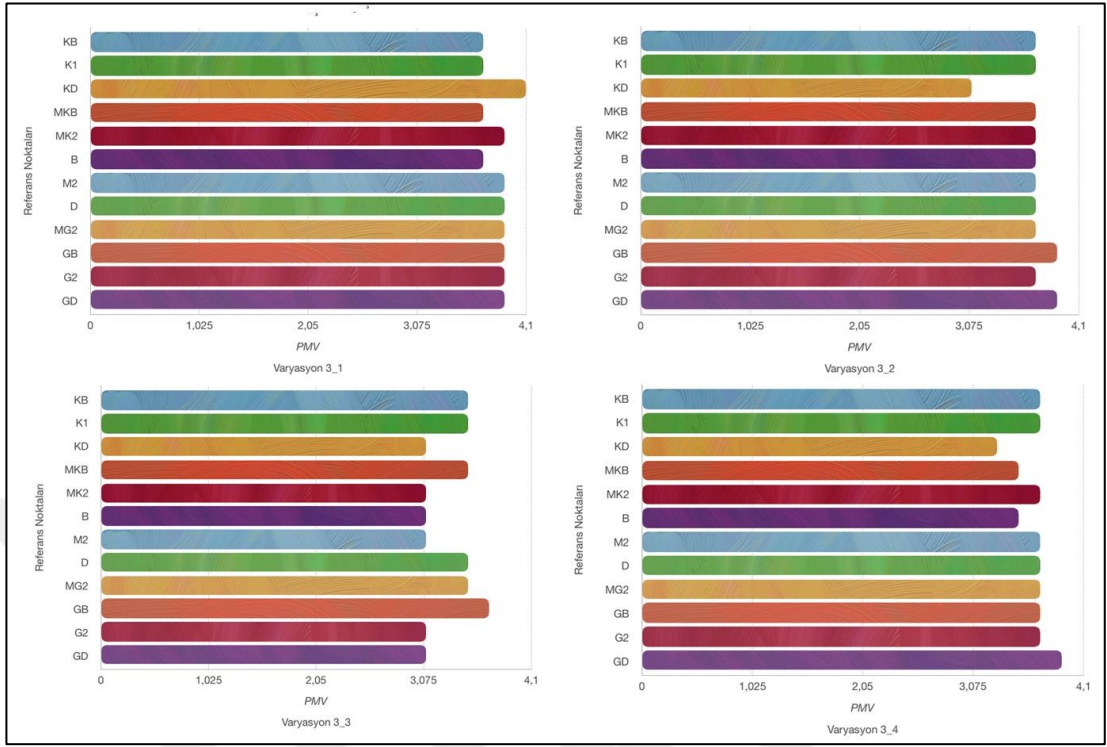 Referans Noktaları
KB
K1
KD
MKB
MK2
B
M2
D
MG2
GB
G2
GD
0 1,025 2,05 3,075 4,1
PMV
Varyasyon 3_1
Referans Noktaları
KB
K1
KD
MKB
MK2
B
M2
D
MG2
GB
G2
GD
0 1,025 2,05 3,075 4,1
PMV
Varyasyon 3_2
Referans Noktaları
KB
K1
KD
MKB
MK2
B
M2
D
MG2
GB
G2
GD
0 1,025 2,05 3,075 4,1
PMV
Varyasyon 3_3
Referans Noktaları
KB
K1
KD
MKB
MK2
B
M2
D
MG2
GB
G2
GD
0 1,025 2,05 3,075 4,1
PMV
Varyasyon 3_4